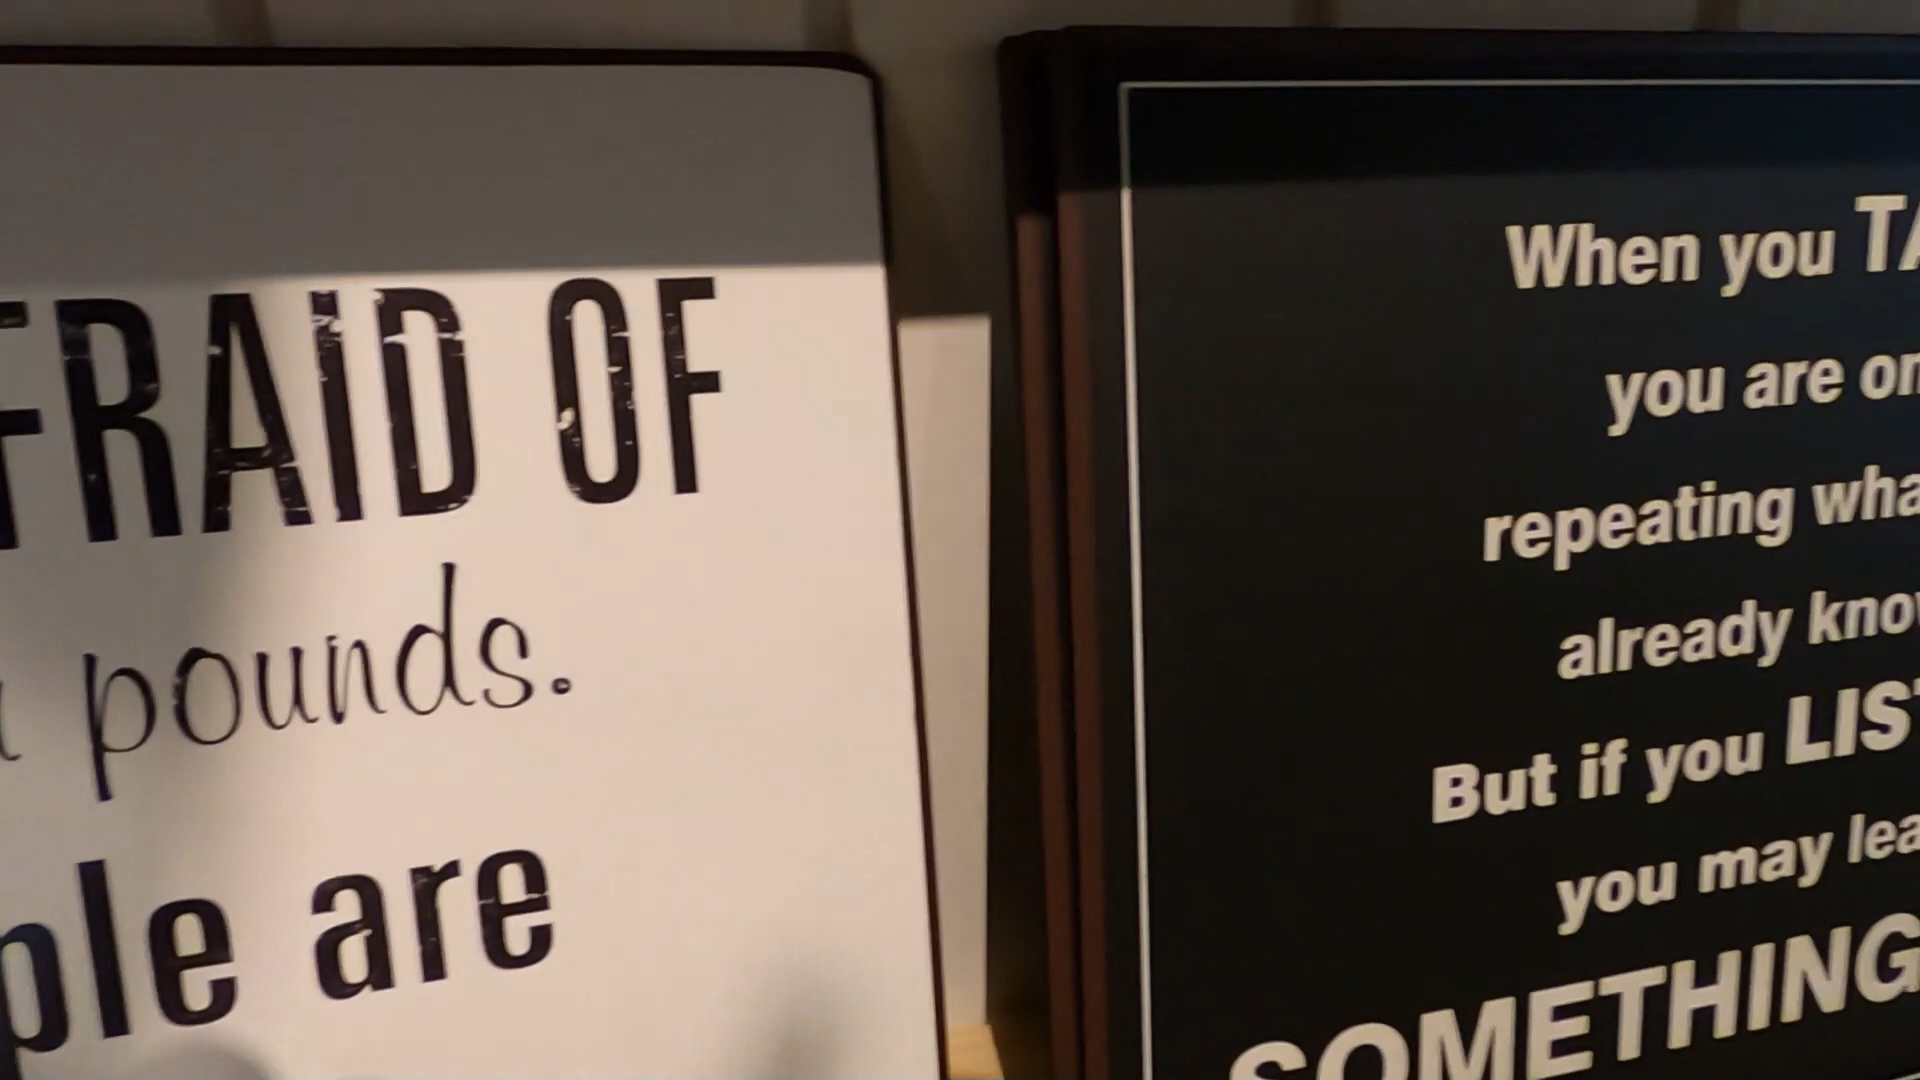 FRAID OF
pounds.
ple are
When you TA
you are on
repeating wha
already know
But if you LIST
you may lea
SOMETHING